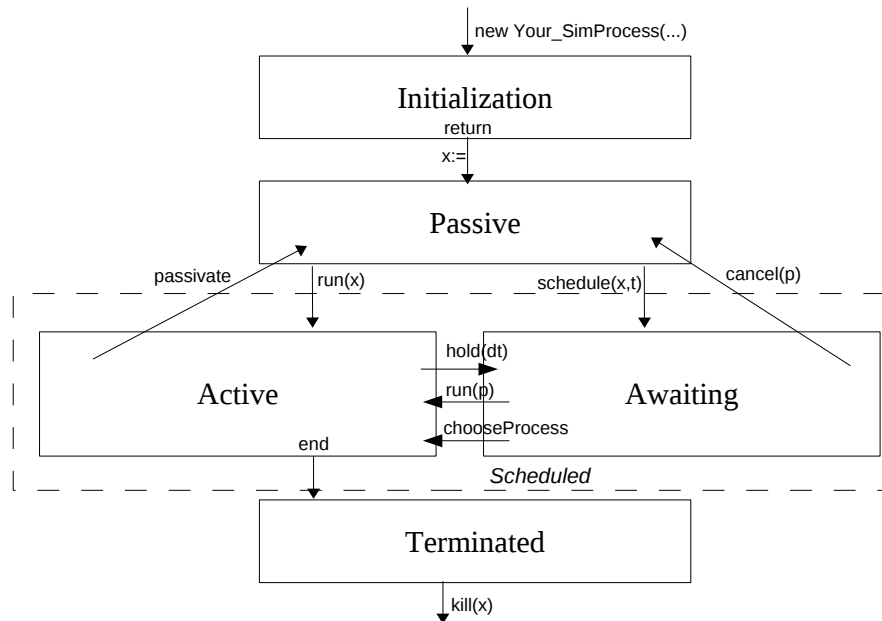 new Your_SimProcess(...)
Initialization
return
x:=
Passive
passivate
run(x)
schedule(x,t)
cancel(p)
hold(dt)
Active
run(p)
Awaiting
chooseProcess
end
Scheduled
Terminated
kill(x)